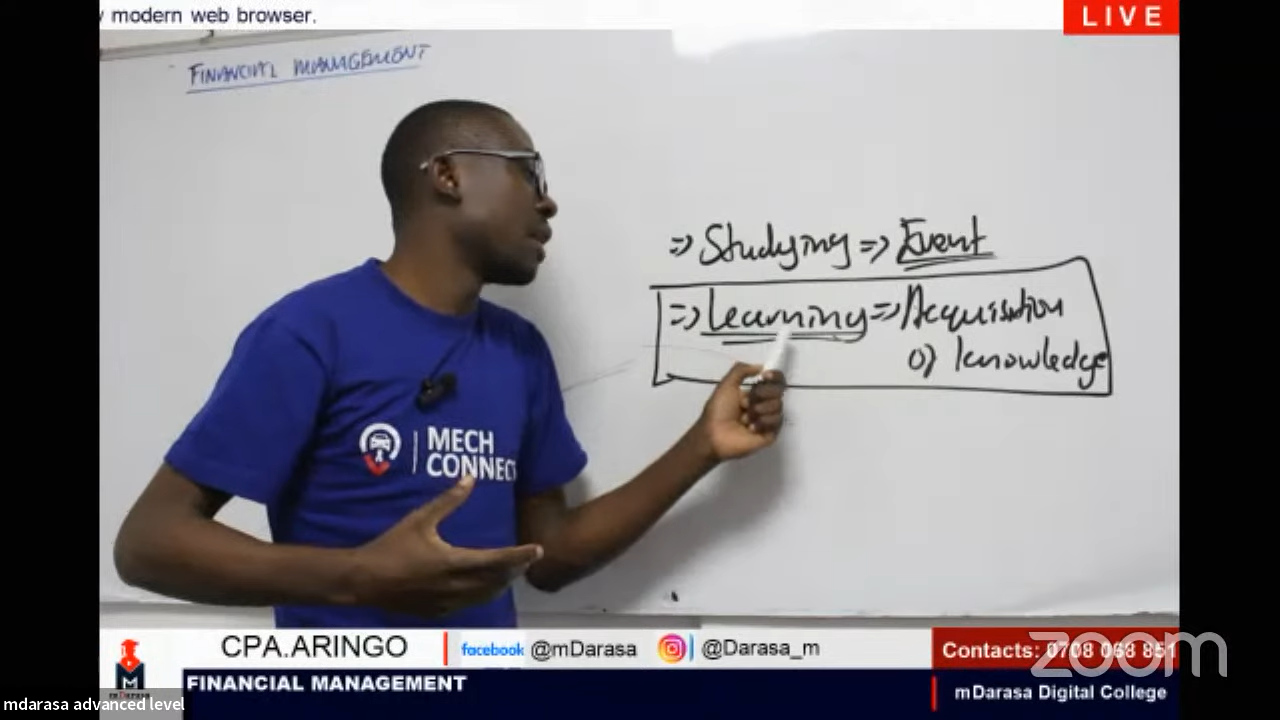 y modern web browser.
LIVE
FINANCIAL MANAGEMENT
=> Studying => Event
=> Learning => Acquisition
of knowledge
MECH
CONNECT
CPA.ARINGO
facebook @mDarasa
@Darasa_m
Contacts: 0708 068 851
zoom
mDarasa
FINANCIAL MANAGEMENT
mDarasa Digital College
mdarasa advanced level